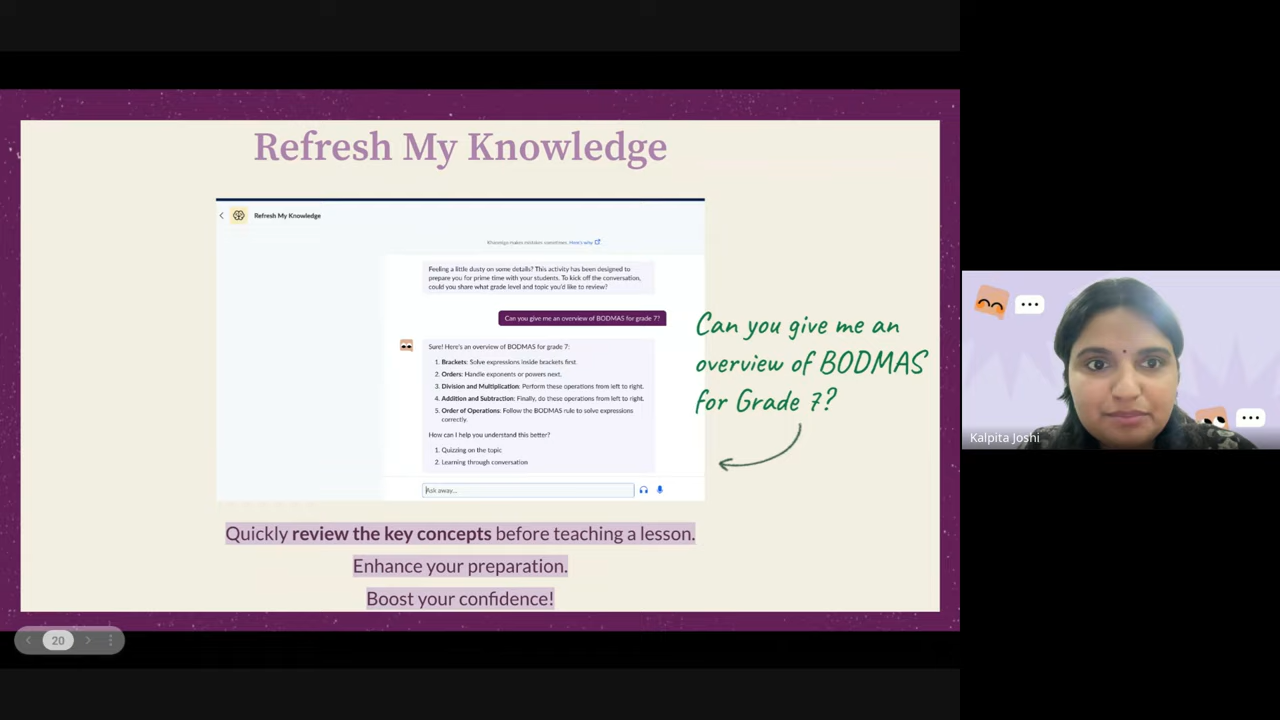 Refresh My Knowledge
Refresh My Knowledge
Khanmigo makes mistakes sometimes. Here's why
Feeling a little dusty on some details? This activity has been designed to
prepare you for prime time with your students. To kick off the conversation,
could you share what grade level and topic you'd like to review?
Can you give me an overview of BODMAS for grade 7?
Sure! Here's an overview of BODMAS for grade 7:
1. Brackets: Solve expressions inside brackets first.
2. Orders: Handle exponents or powers next.
3. Division and Multiplication: Perform these operations from left to right.
4. Addition and Subtraction: Finally, do these operations from left to right.
5. Order of Operations: Follow the BODMAS rule to solve expressions
correctly.
How can I help you understand this better?
1. Quizzing on the topic
2. Learning through conversation
Ask away...
Can you give me an
overview of BODMAS
for Grade 7?
Quickly review the key concepts before teaching a lesson.
Enhance your preparation.
Boost your confidence!
20
Kalpita Joshi